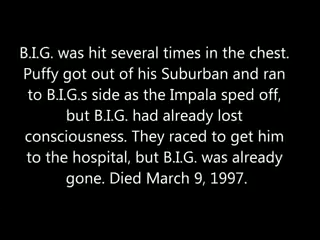 B.I.G. was hit several times in the chest.
Puffy got out of his Suburban and ran
to B.I.G.s side as the Impala sped off,
but B.I.G. had already lost
consciousness. They raced to get him
to the hospital, but B.I.G. was already
gone. Died March 9, 1997.